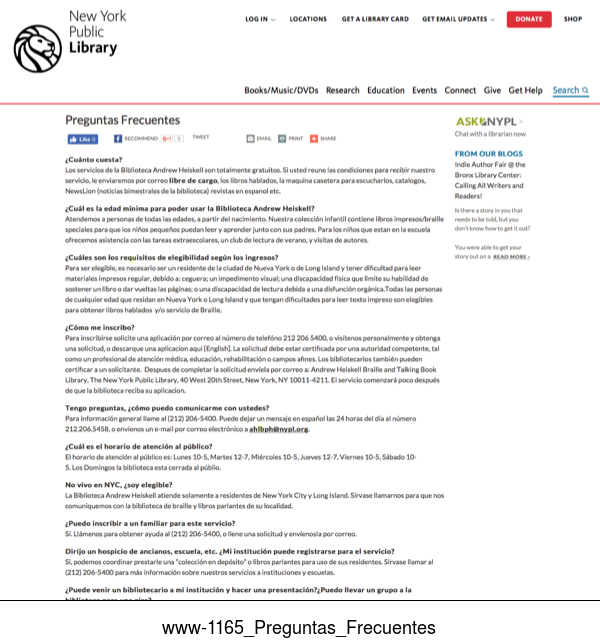 New York
Public
Library
LOG IN
LOCATIONS
GET A LIBRARY CARD
GET EMAIL UPDATES
DONATE
SHOP
Books/Music/DVDs Research Education Events Connect Give Get Help Search
Preguntas Frecuentes
Like 0
RECOMMEND
G+1 0
TWEET
EMAIL
PRINT
SHARE
¿Cuánto cuesta?
Los servicios de la Biblioteca Andrew Heiskell son totalmente gratuitos. Si usted reune las condiciones para recibir nuestro
servicio, le enviaremos por correo libre de cargo, los libros hablados, la maquina casetera para escucharlos, catalogos,
NewsLion (noticias bimestrales de la biblioteca) revistas en espanol etc.
¿Cuál es la edad mínima para poder usar la Biblioteca Andrew Heiskell?
Atendemos a personas de todas las edades, a partir del nacimiento. Nuestra colección infantil contiene libros impresos/braille
speciales para que los niños pequeños puedan leer y aprender junto con sus padres. Para los niños que estan en la escuela
ofrecemos asistencia con las tareas extraescolares, un club de lectura de verano, y visitas de autores.
¿Cuáles son los requisitos de elegibilidad según los ingresos?
Para ser elegible, es necesario ser un residente de la ciudad de Nueva York o de Long Island y tener dificultad para leer
materiales impresos regular, debido a: ceguera; un impedimento visual; una discapacidad física que limite su habilidad de
sostener un libro o dar vueltas las páginas; o una discapacidad de lectura debida a una disfunción orgánica.Todas las personas
de cualquier edad que residan en Nueva York o Long Island y que tengan dificultades para leer texto impreso son elegibles
para obtener libros hablados y/o servicio de Braille.
¿Cómo me inscribo?
Para inscribirse solicite una aplicación por correo al número de teléfóno 212 206 5400, o visítenos personalmente y obtenga
una solicitud, o descarque una aplicacion aquí [English]. La solicitud debe estar certificada por una autoridad competente, tal
como un profesional de atención médica, educación, rehabilitación o campos afines. Los bibliotecarios también pueden
certificar a un solicitante. Despues de completar la solicitud enviela por correo a: Andrew Heiskell Braille and Talking Book
Library, The New York Public Library, 40 West 20th Street, New York, NY 10011-4211. El servicio comenzará poco después
de que la biblioteca reciba su aplicacion.
Tengo preguntas, ¿cómo puedo comunicarme con ustedes?
Para información general llame al (212) 206-5400. Puede dejar un mensaje en español las 24 horas del día al número
212.206.5458, o envíenos un e-mail por correo electrónico a ahlbph@nypl.org.
¿Cuál es el horario de atención al público?
El horario de atención al público es: Lunes 10-5, Martes 12-7, Miércoles 10-5, Jueves 12-7, Viernes 10-5, Sábado 10-
5. Los Domingos la biblioteca esta cerrada al públio.
No vivo en NYC, ¿soy elegible?
La Biblioteca Andrew Heiskell atiende solamente a residentes de New York City y Long Island. Sírvase llamarnos para que nos
comuniquemos con la biblioteca de braille y libros parlantes de su localidad.
¿Puedo inscribir a un familiar para este servicio?
Sí. Llámenos para obtener ayuda al (212) 206-5400, o llene una solicitud y envíenosla por correo.
Dirijo un hospicio de ancianos, escuela, etc. ¿Mi institución puede registrarse para el servicio?
Sí, podemos coordinar prestarle una "colección en depósito" o libros parlantes para uso de sus residentes. Sírvase llamar al
(212) 206-5400 para más información sobre nuestros servicios a instituciones y escuelas.
¿Puede venir un bibliotecario a mi institución y hacer una presentación?¿Puedo llevar un grupo a la
ASK NYPL
Chat with a librarian now
FROM OUR BLOGS
Indie Author Fair @ the
Bronx Library Center:
Calling All Writers and
Readers!
Is there a story in you that
needs to be told, but you
don't know how to get it out?
You were able to get your
story out on a READ MORE ›
www-1165_Preguntas_Frecuentes